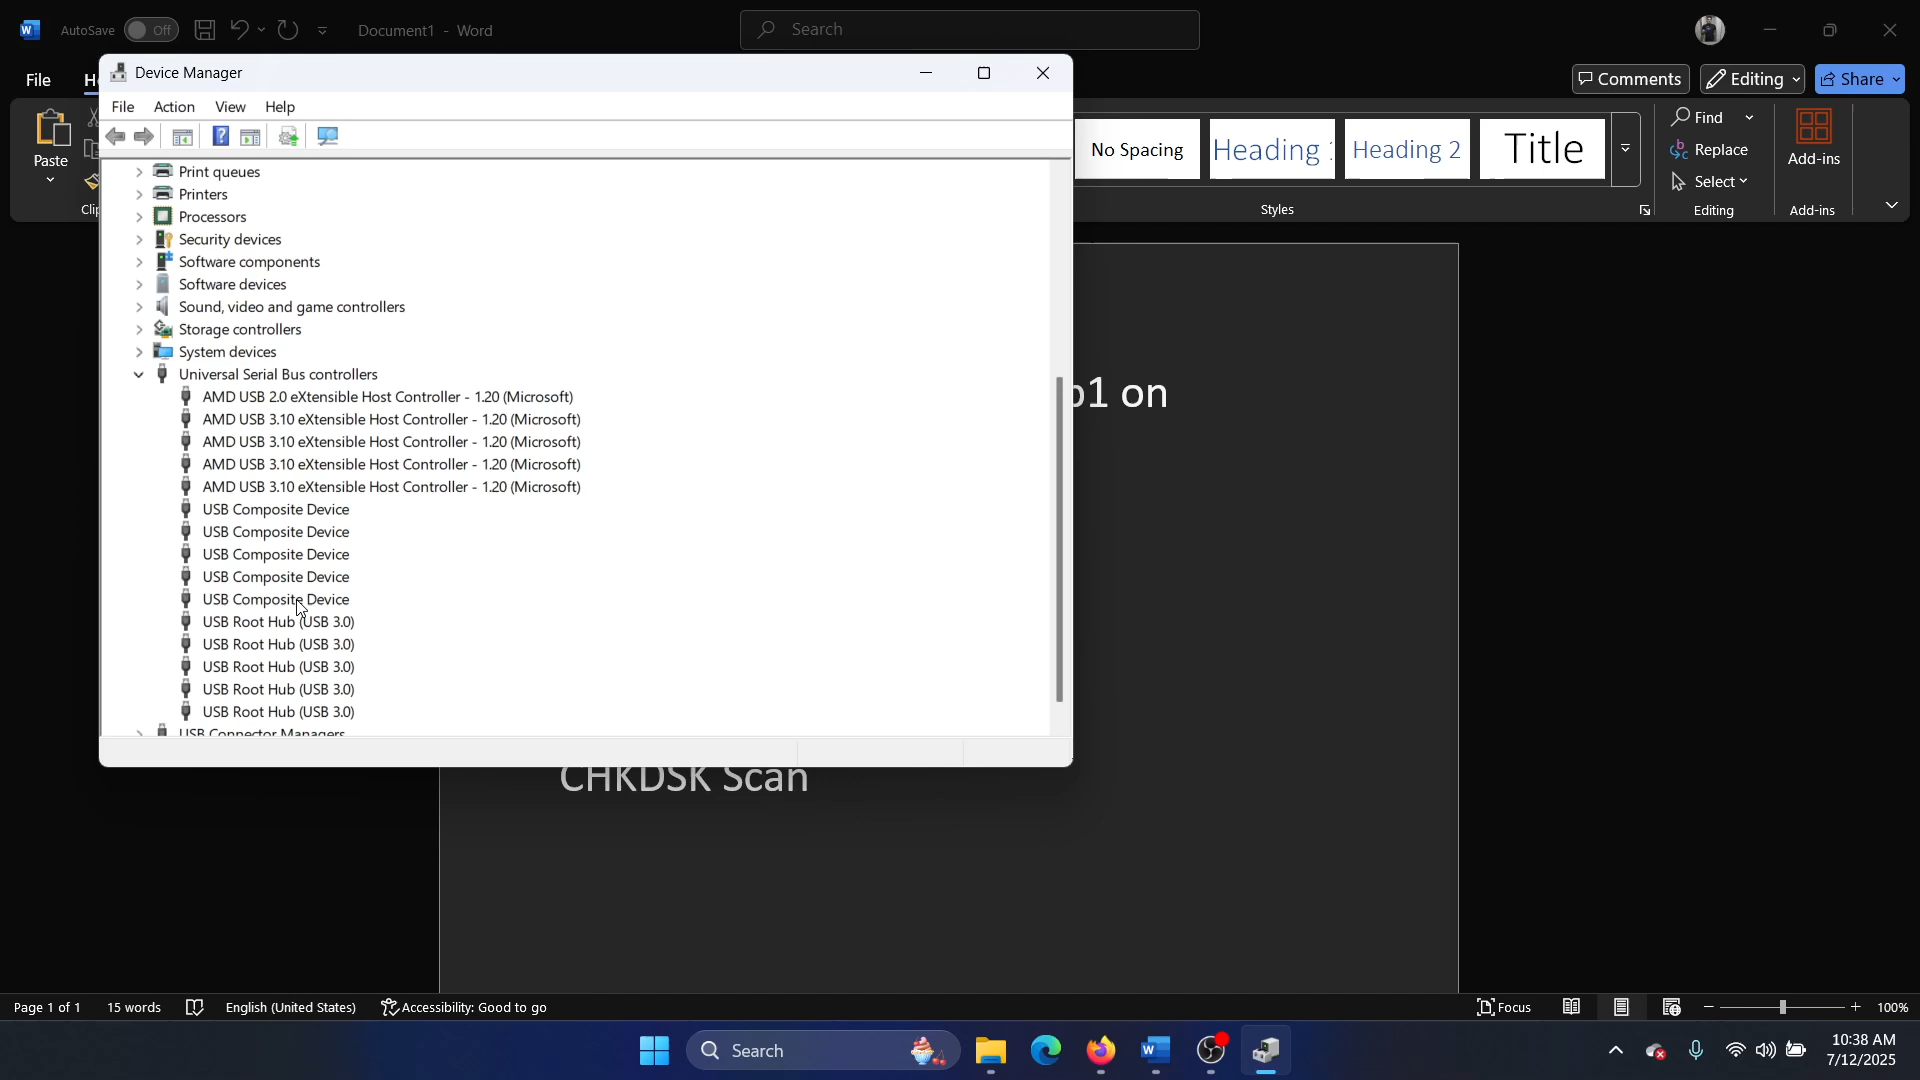 AutoSave Off Document1 - Word Search
File H
Comments Editing Share
Device Manager
File Action View Help
Paste
Clip
No Spacing Heading 1 Heading 2 Title
Styles
Find
Replace
Select
Editing
Add-ins
Add-ins
Print queues
Printers
Processors
Security devices
Software components
Software devices
Sound, video and game controllers
Storage controllers
System devices
Universal Serial Bus controllers
AMD USB 2.0 eXtensible Host Controller - 1.20 (Microsoft)
AMD USB 3.10 eXtensible Host Controller - 1.20 (Microsoft)
AMD USB 3.10 eXtensible Host Controller - 1.20 (Microsoft)
AMD USB 3.10 eXtensible Host Controller - 1.20 (Microsoft)
AMD USB 3.10 eXtensible Host Controller - 1.20 (Microsoft)
USB Composite Device
USB Composite Device
USB Composite Device
USB Composite Device
USB Composite Device
USB Root Hub (USB 3.0)
USB Root Hub (USB 3.0)
USB Root Hub (USB 3.0)
USB Root Hub (USB 3.0)
USB Root Hub (USB 3.0)
USB Connector Managers
1 on
CHKDSK Scan
Page 1 of 1 15 words English (United States) Accessibility: Good to go Focus 100%
Search
10:38 AM
7/12/2025